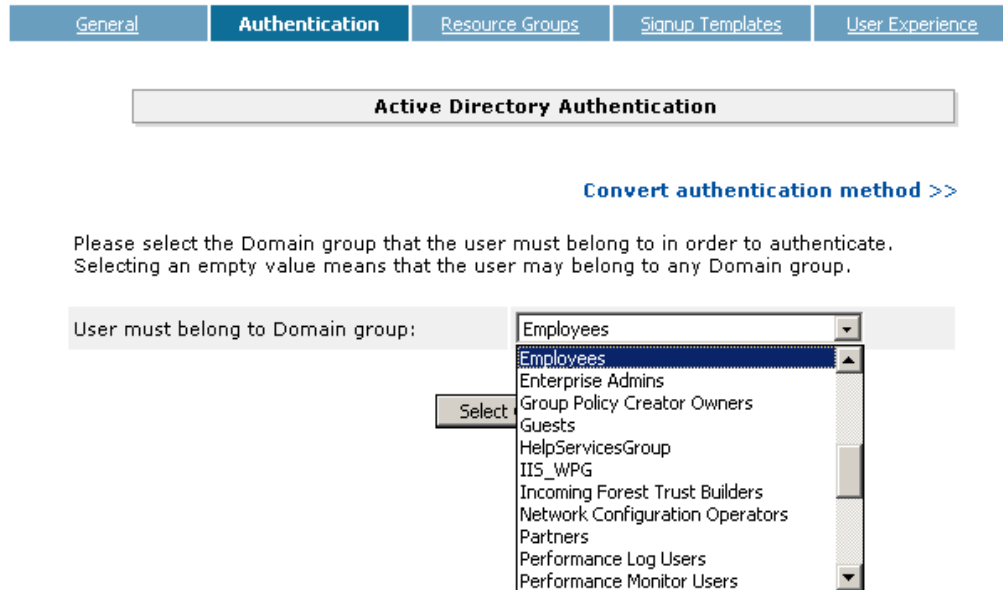 General Authentication Resource Groups Signup Templates User Experience
Active Directory Authentication
Convert authentication method >>
Please select the Domain group that the user must belong to in order to authenticate.
Selecting an empty value means that the user may belong to any Domain group.
User must belong to Domain group: Employees
Employees
Enterprise Admins
Select Group Policy Creator Owners
Guests
HelpServicesGroup
IIS_WPG
Incoming Forest Trust Builders
Network Configuration Operators
Partners
Performance Log Users
Performance Monitor Users